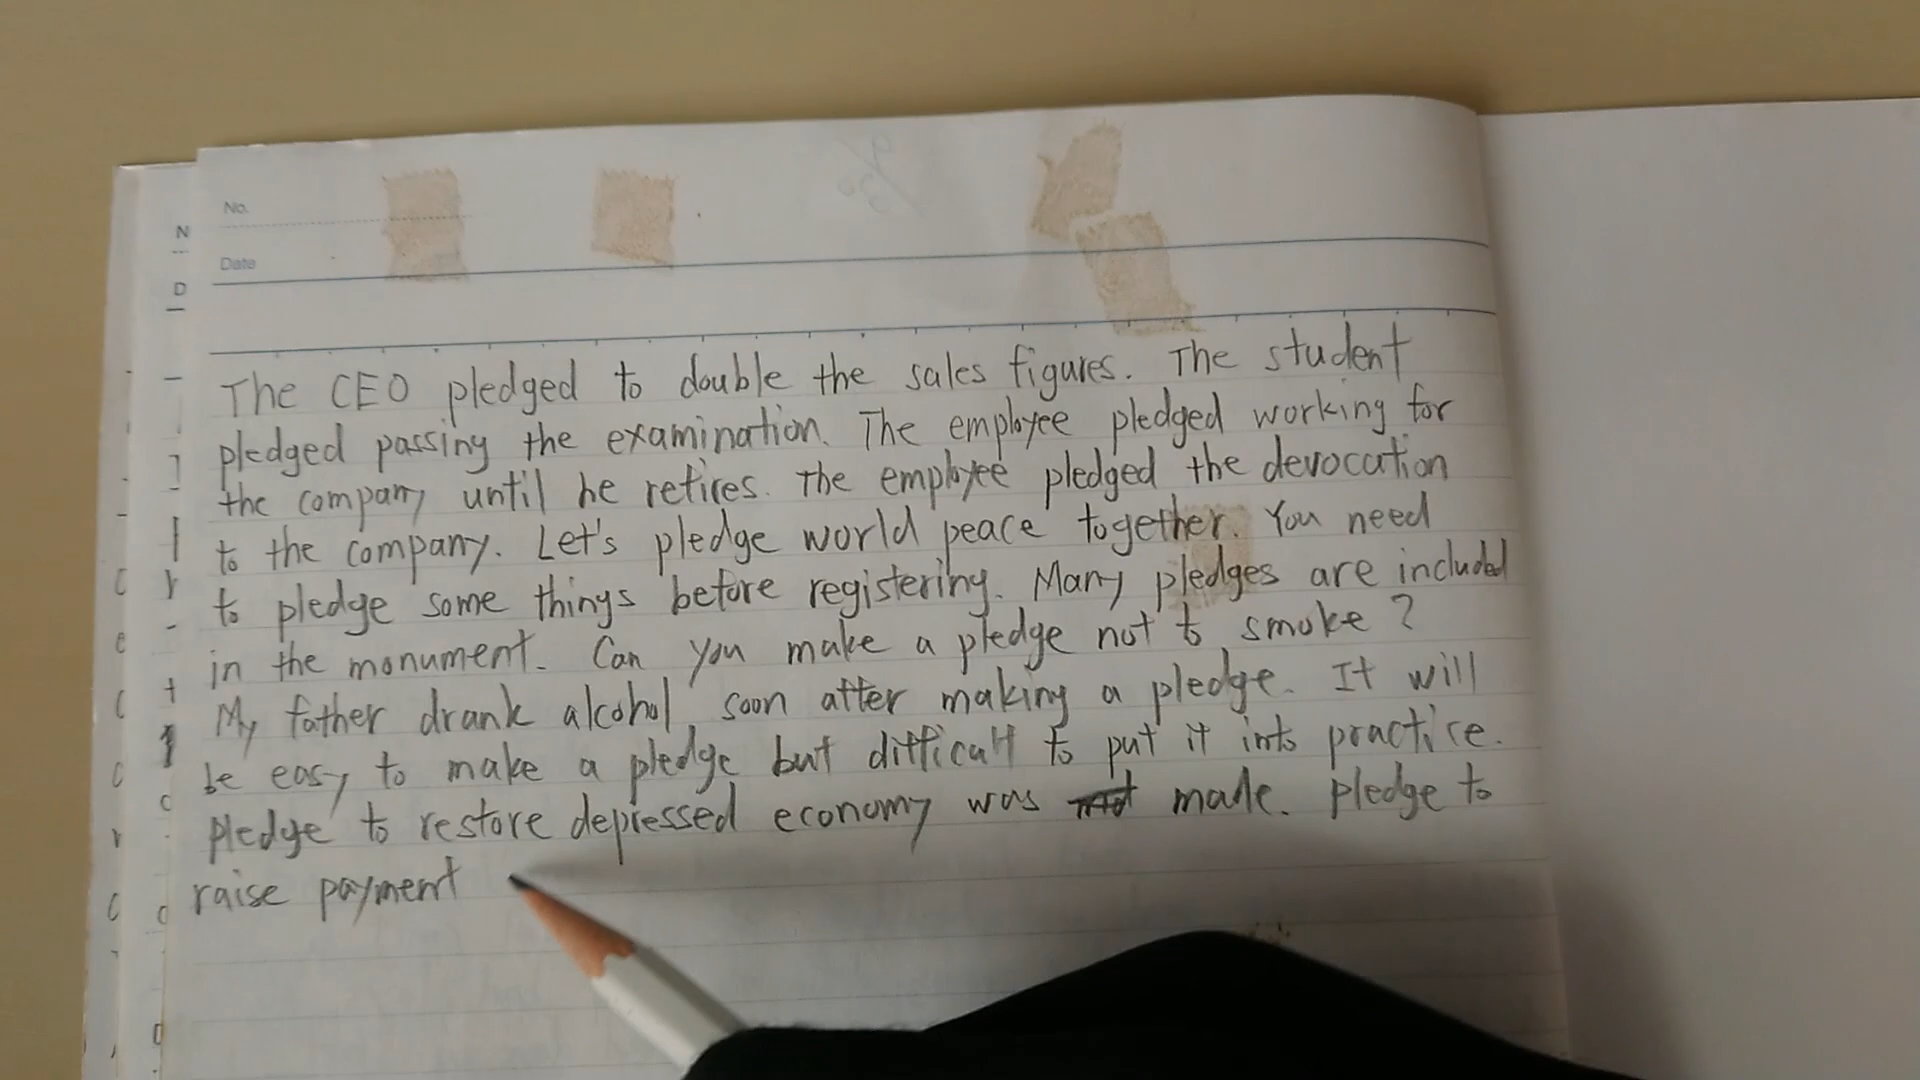 No.
Date
The CEO pledged to double the sales figures. The student
pledged passing the examination. The employee pledged working for
the company until he retires. The employee pledged the devocation
to the company. Let's pledge world peace together. You need
to pledge some things before registering. Many pledges are included
in the monument. Can you make a pledge not to smoke?
My father drank alcohol soon after making a pledge. It will
be easy to make a pledge but difficult to put it into practice.
Pledge to restore depressed economy was made. Pledge to
raise payment